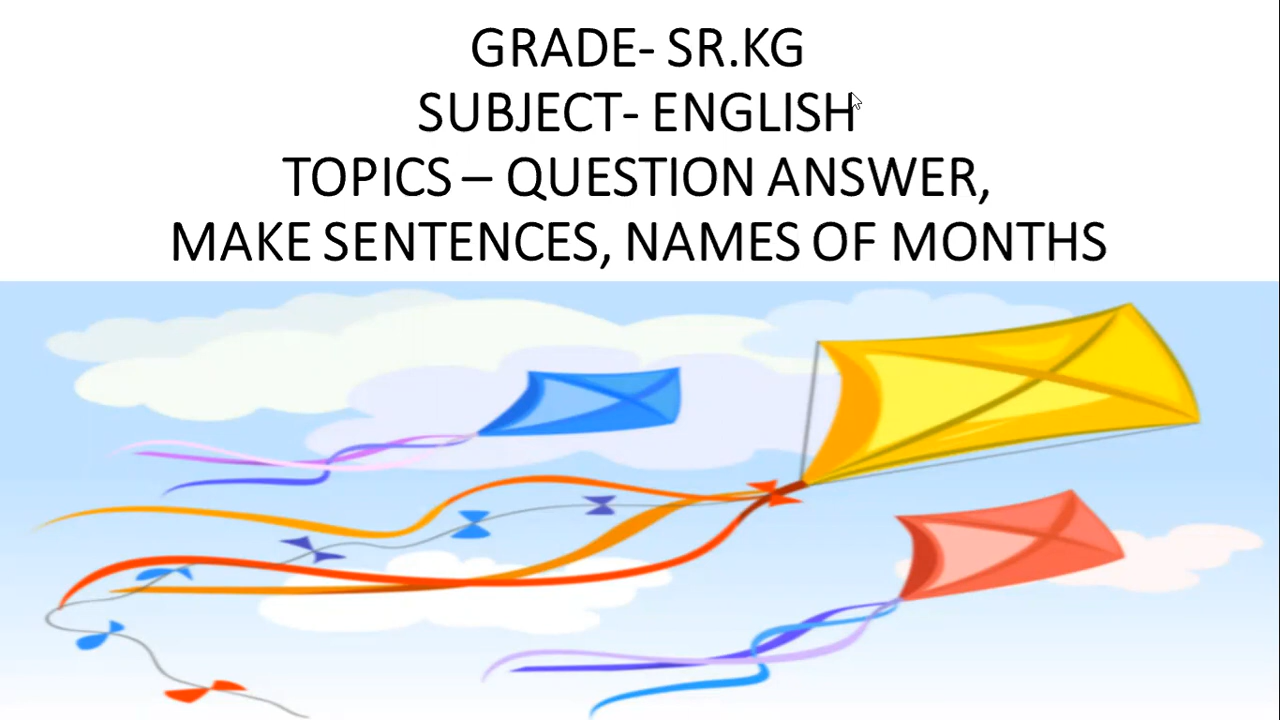 GRADE- SR.KG
SUBJECT- ENGLISH
TOPICS – QUESTION ANSWER,
MAKE SENTENCES, NAMES OF MONTHS